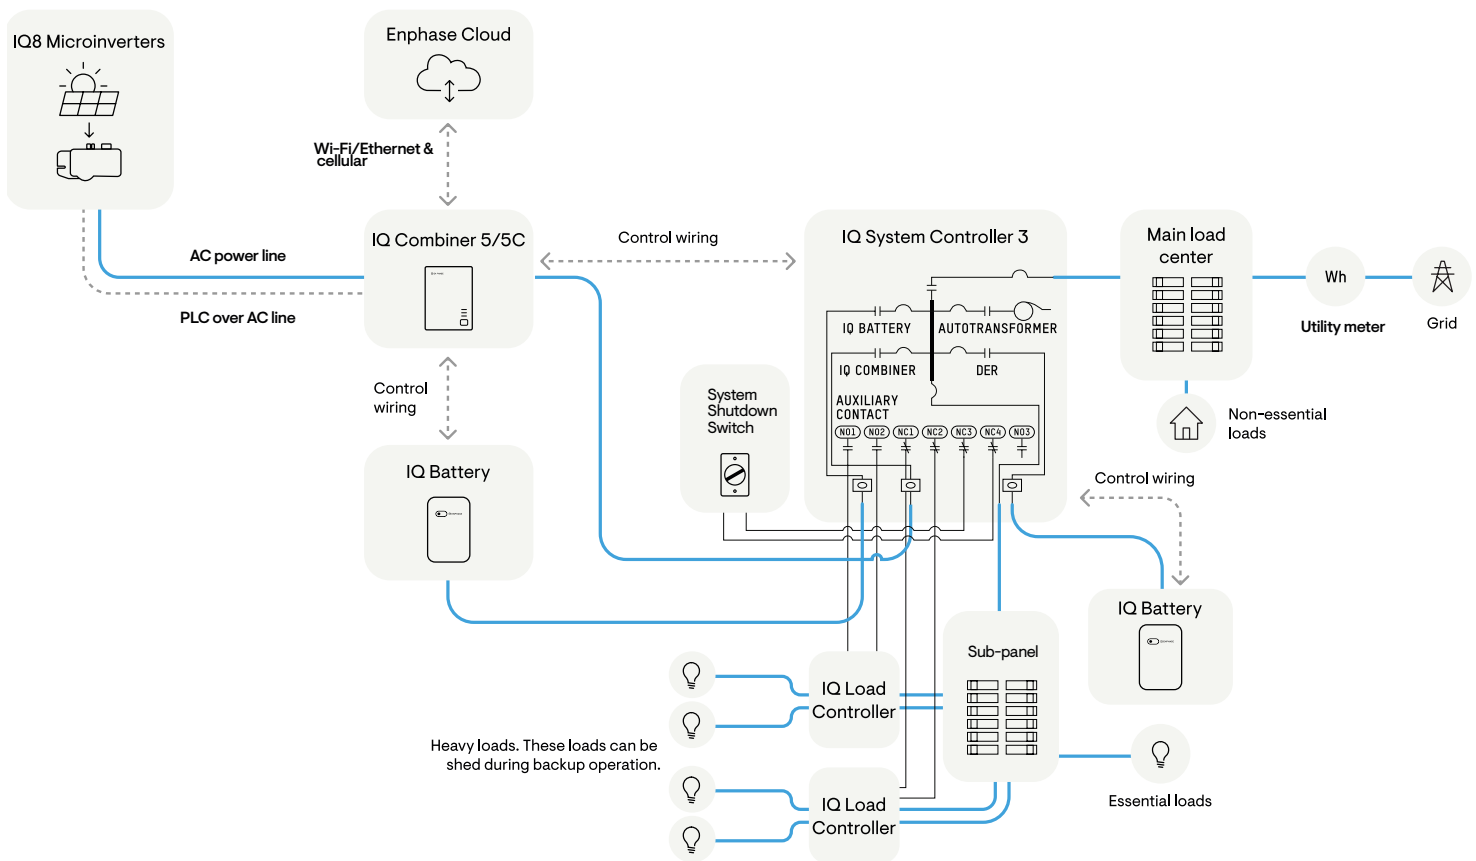 IQ8 Microinverters
Enphase Cloud
Wi-Fi/Ethernet &
cellular
AC power line
PLC over AC line
IQ Combiner 5/5C
Control wiring
IQ System Controller 3
IQ BATTERY
AUTOTRANSFORMER
IQ COMBINER
DER
AUXILIARY
CONTACT
NO1
NO2
NC1
NC2
NC3
NC4
NO3
Main load
center
Wh
Utility meter
Grid
Non-essential
loads
Control
wiring
System
Shutdown
Switch
IQ Battery
Control wiring
IQ Battery
Sub-panel
IQ Load
Controller
Heavy loads. These loads can be
shed during backup operation.
IQ Load
Controller
Essential loads